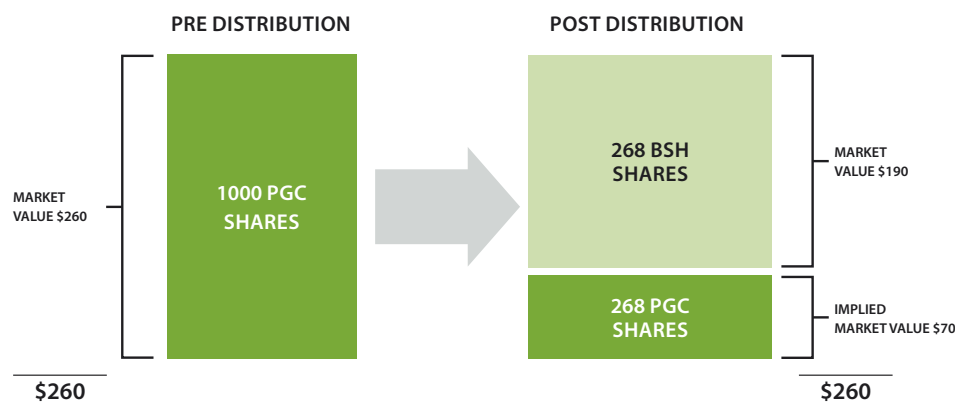 PRE DISTRIBUTION
POST DISTRIBUTION
MARKET
VALUE $260
1000 PGC
SHARES
268 BSH
SHARES
MARKET
VALUE $190
268 PGC
SHARES
IMPLIED
MARKET VALUE $70
$260
$260